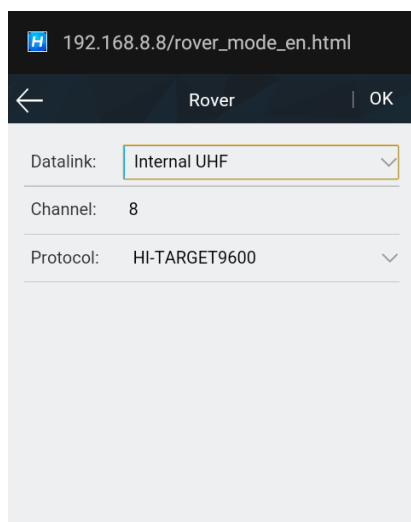 H 192.168.8.8/rover_mode_en.html
Rover | OK
Datalink: Internal UHF
Channel: 8
Protocol: HI-TARGET9600